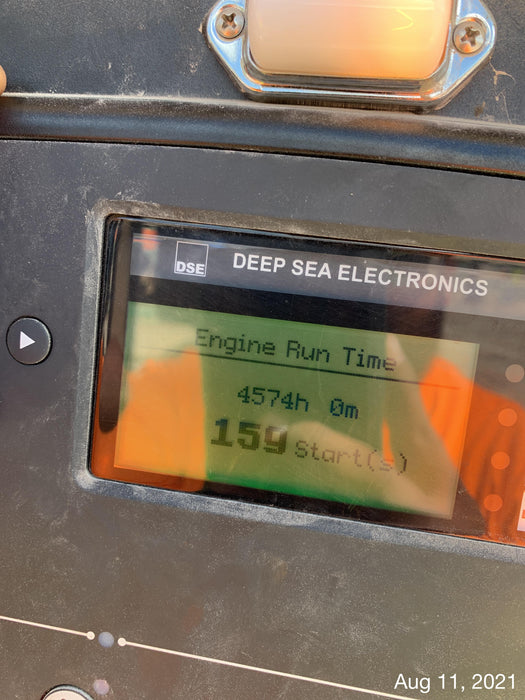 DSE
DEEP SEA ELECTRONICS
Engine Run Time
4574h 0m
159 Start(s)
Aug 11, 2021